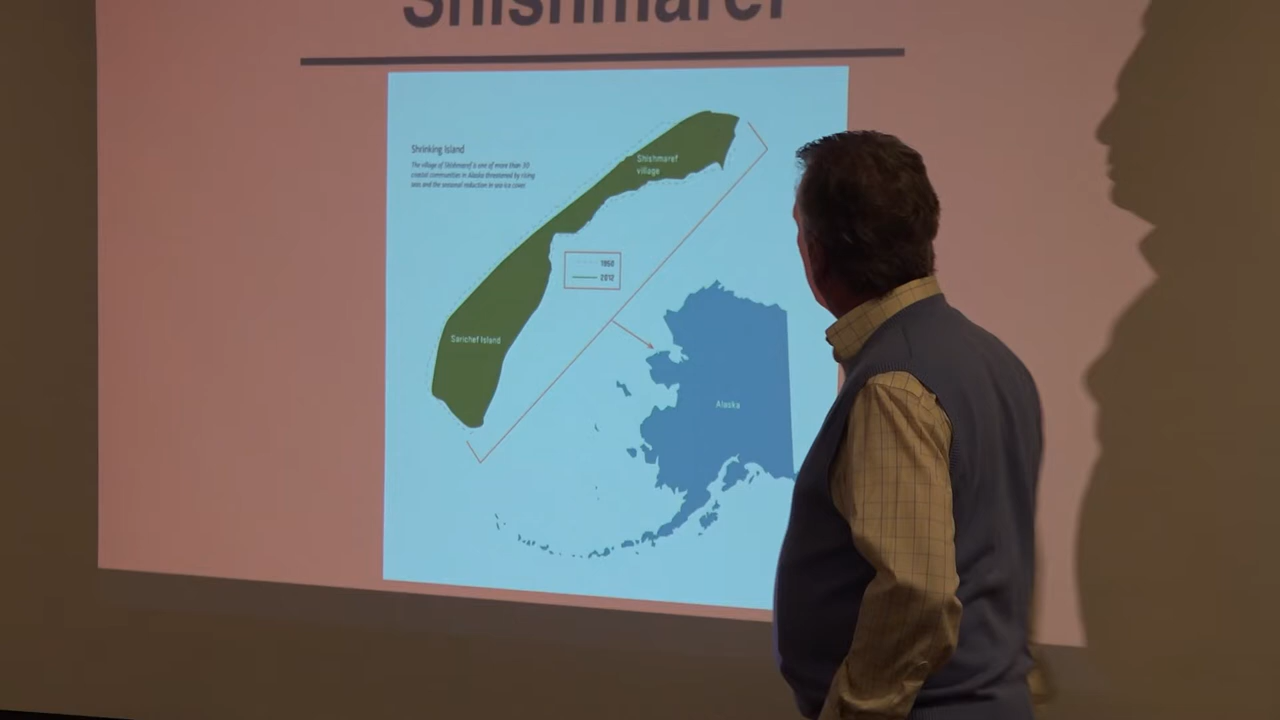 Shishmaref
Shrinking Island
The village of Shishmaref is one of more than 30
coastal communities in Alaska threatened by rising
seas and the seasonal reduction in sea ice cover.
Shishmaref
village
1950
2012
Sarichef Island
Alaska